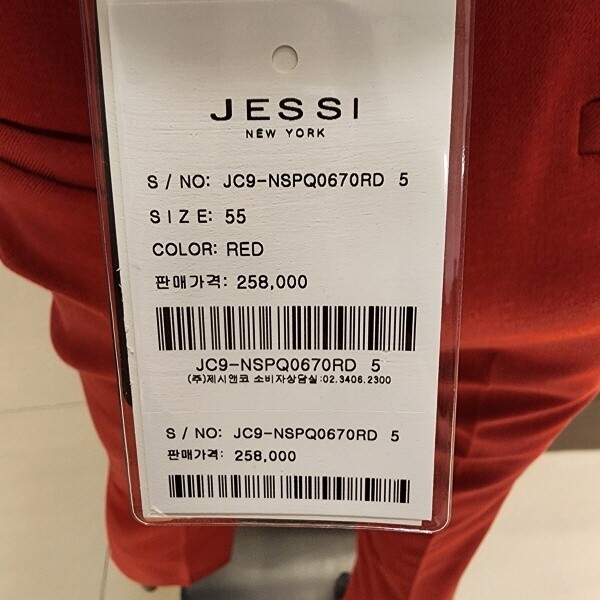 JESSI
NEW YORK
S / NO: JC9-NSPQ0670RD 5
SIZE: 55
COLOR: RED
판매가격: 258,000
JC9-NSPQ0670RD 5
(주)제시앤코 소비자상담실:02.3406.2300
S / NO: JC9-NSPQ0670RD 5
판매가격: 258,000